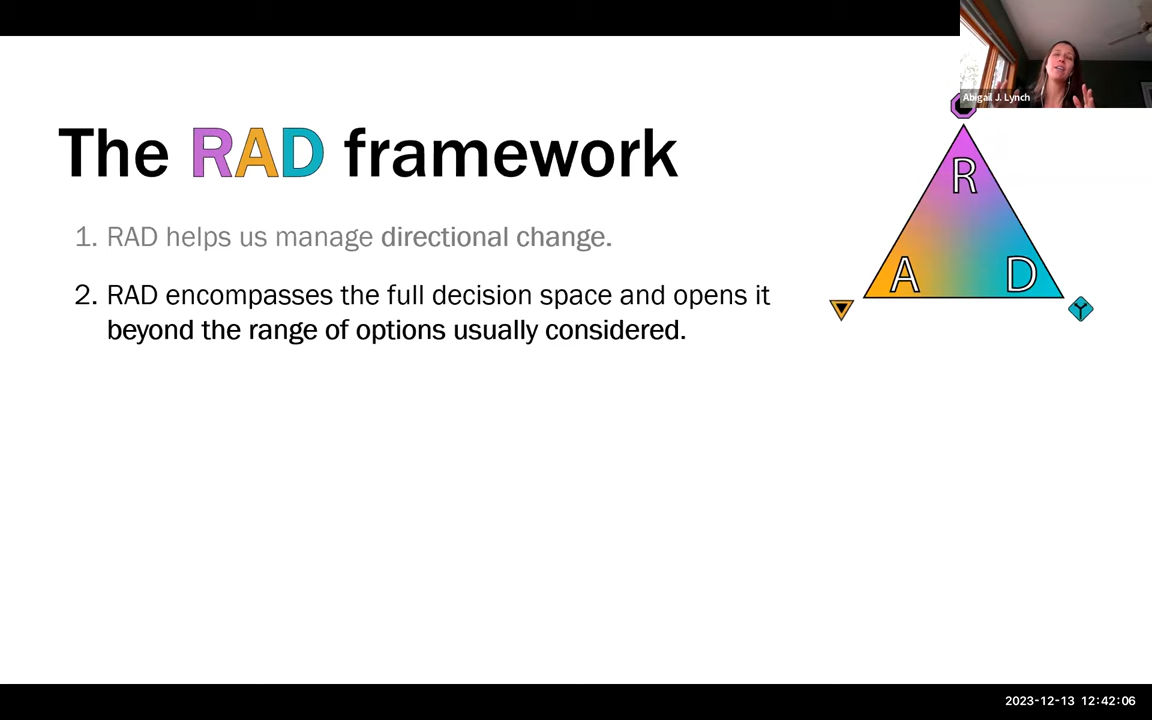 Abigail J. Lynch
The RAD framework
R
A D
1. RAD helps us manage directional change.
2. RAD encompasses the full decision space and opens it
beyond the range of options usually considered.
2023-12-13 12:42:06